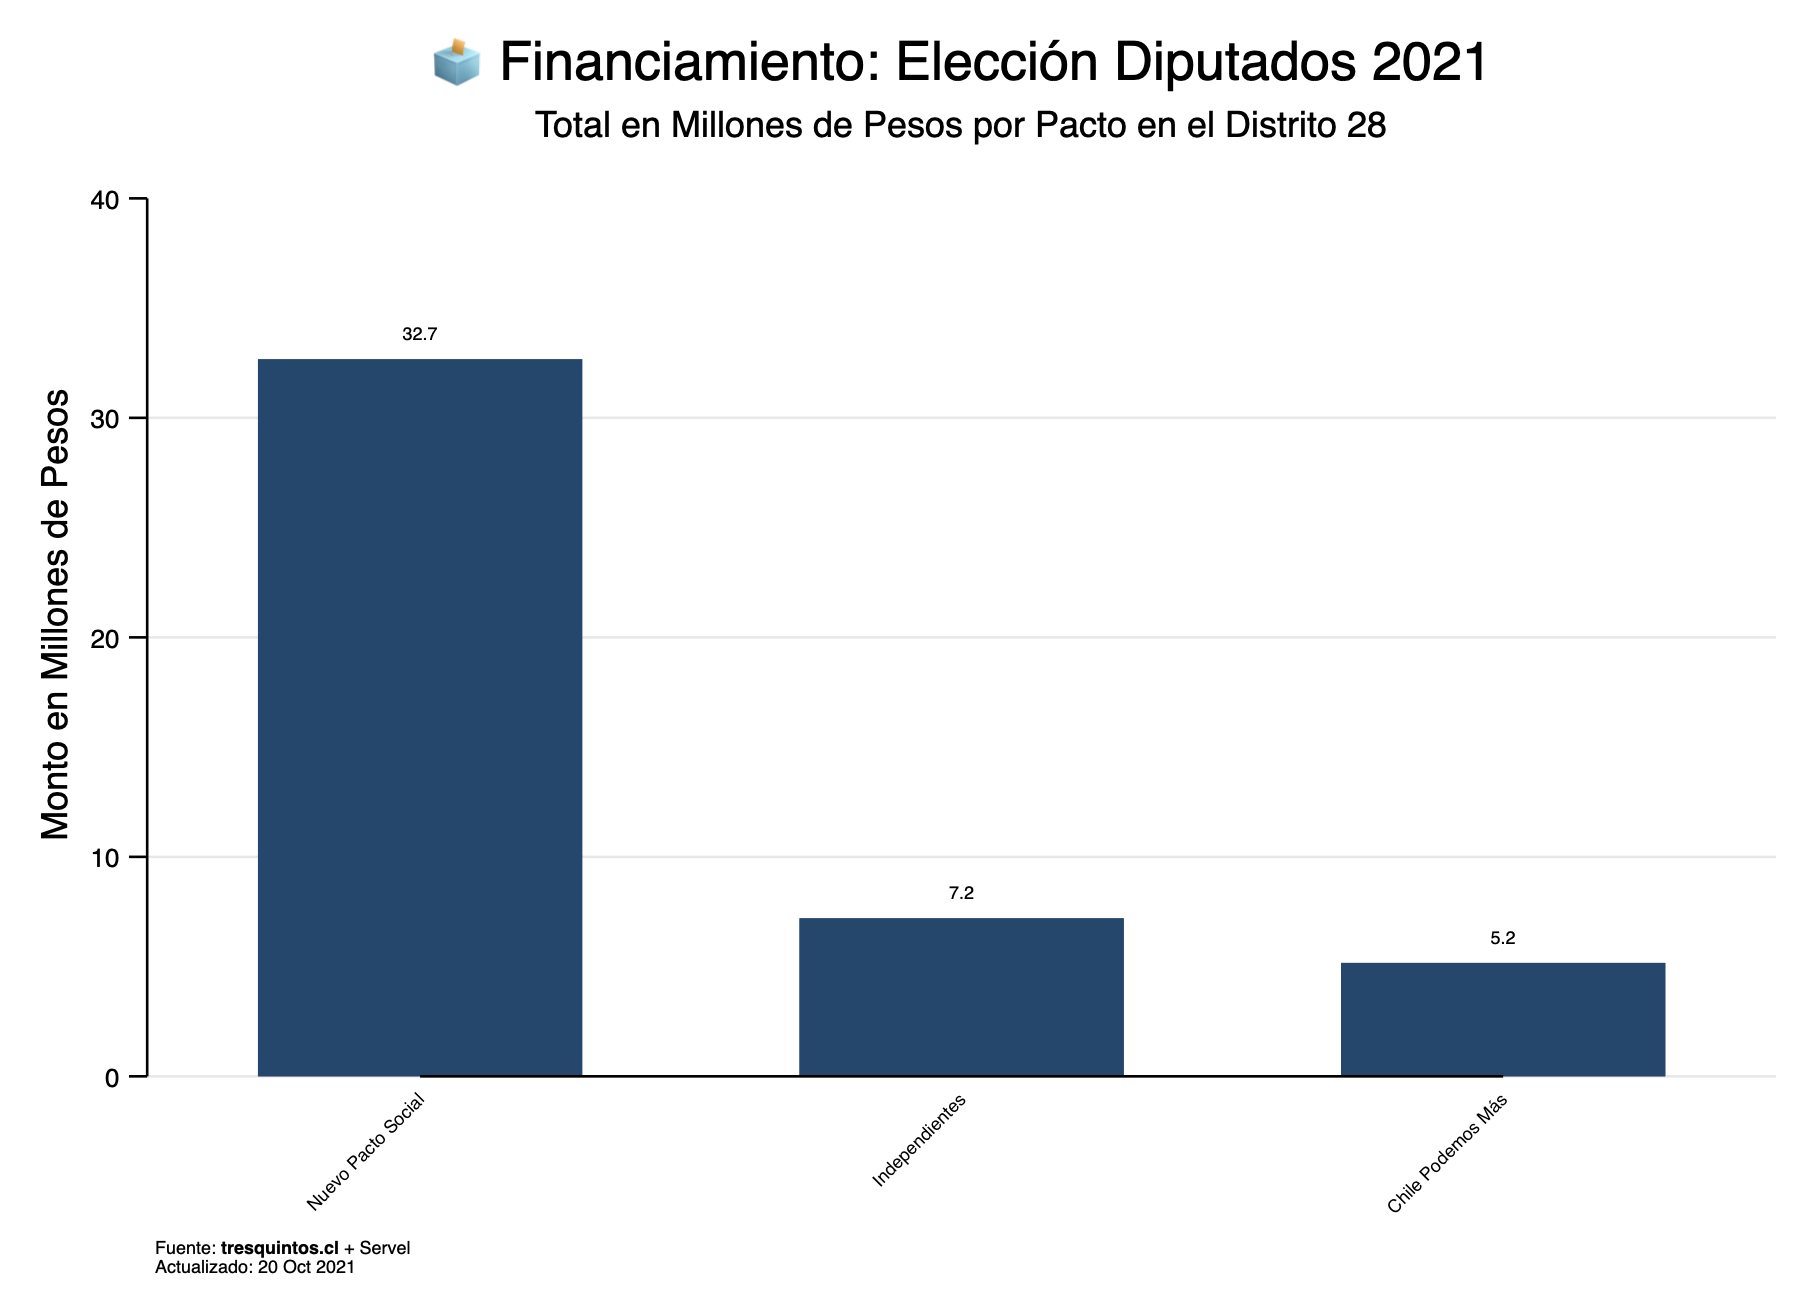 Financiamiento: Elección Diputados 2021
Total en Millones de Pesos por Pacto en el Distrito 28
Monto en Millones de Pesos
40
30
20
10
0
32.7
7.2
5.2
Nuevo Pacto Social
Independientes
Chile Podemos Más
Fuente: tresquintos.cl + Servel
Actualizado: 20 Oct 2021